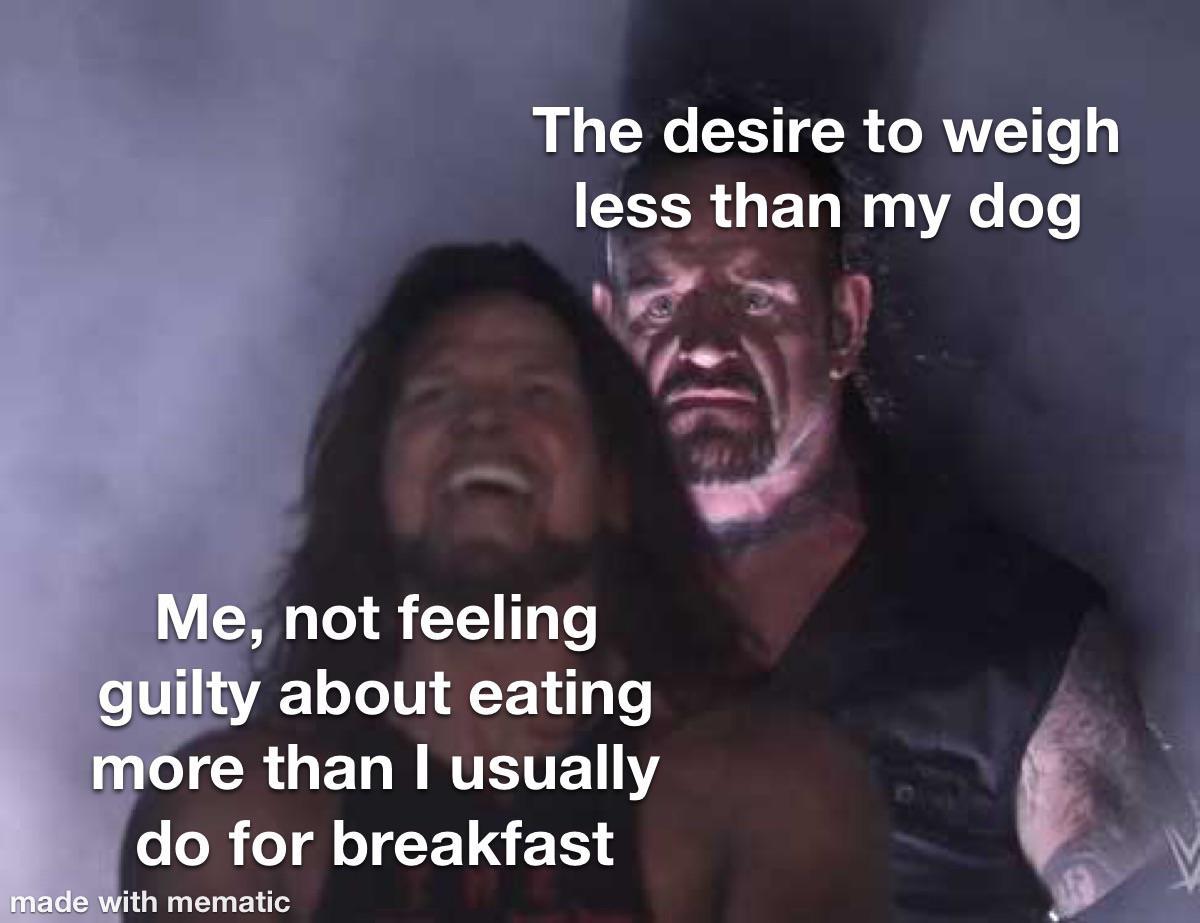 The desire to weigh
less than my dog
Me, not feeling
guilty about eating
more than I usually
do for breakfast
made with mematic